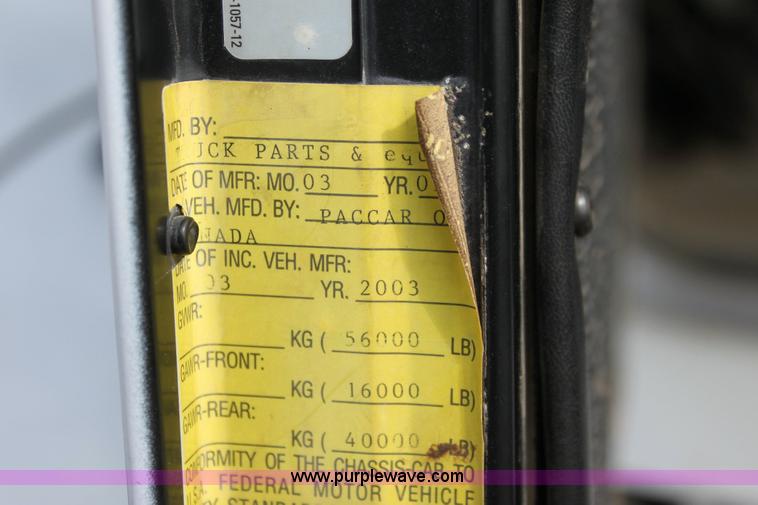 -1057-12
MFD. BY:
UCK PARTS & equ
DATE OF MFR: MO. 03 YR. 0
VEH. MFD. BY: PACCAR O
NADA
DATE OF INC. VEH. MFR:
MO. 03 YR. 2003
GVWR:
KG ( 56000 LB)
GAWR-FRONT:
KG ( 16000 LB)
GAWR-REAR:
KG ( 40000 LB)
CONFORMITY OF THE CHASSIS-CAB TO
www.purplewave.com
U.S.A. FEDERAL MOTOR VEHICLE